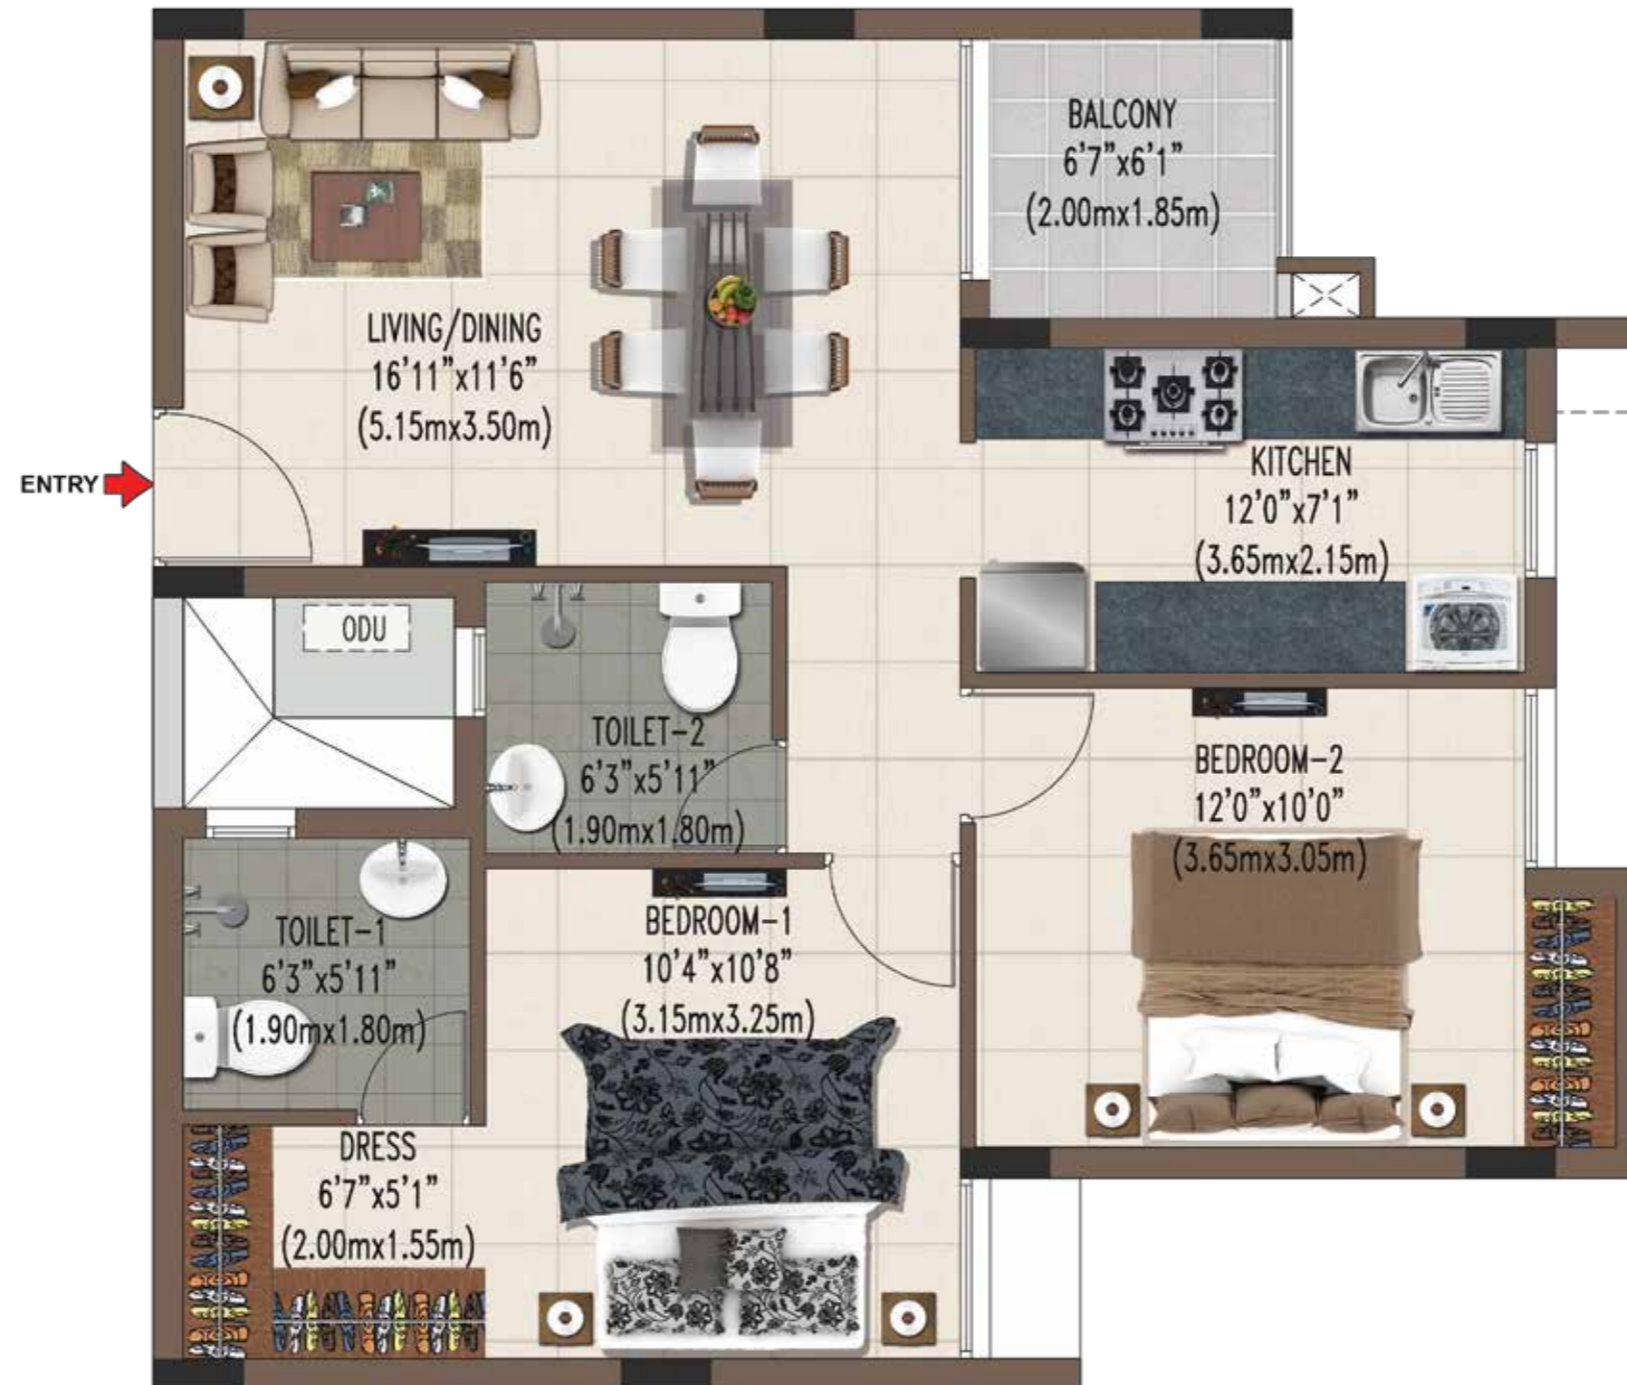 BALCONY
6'7"x6'1"
(2.00mx1.85m)
LIVING/DINING
16'11"x11'6"
(5.15mx3.50m)
ENTRY
KITCHEN
12'0"x7'1"
(3.65mx2.15m)
ODU
TOILET-2
6'3"x5'11"
(1.90mx1.80m)
BEDROOM-2
12'0"x10'0"
(3.65mx3.05m)
TOILET-1
6'3"x5'11"
(1.90mx1.80m)
BEDROOM-1
10'4"x10'8"
(3.15mx3.25m)
DRESS
6'7"x5'1"
(2.00mx1.55m)